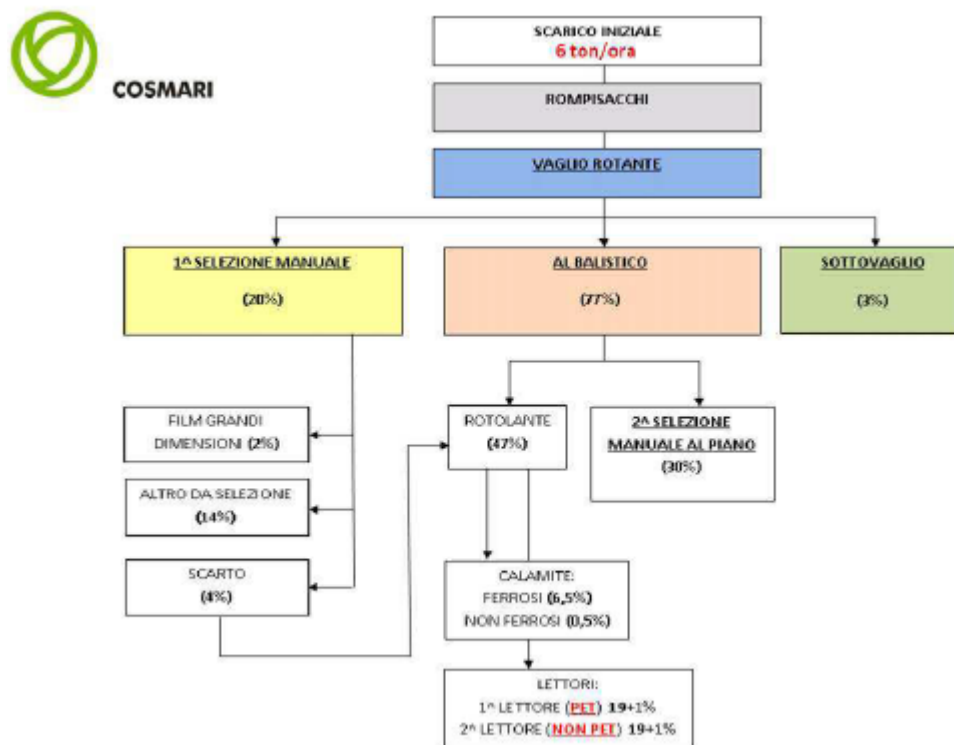 COSMARI
SCARICO INIZIALE
6 ton/ora
ROMPISACCHI
VAGLIO ROTANTE
1^ SELEZIONE MANUALE
(20%)
AL BALISTICO
(77%)
SOTTOVAGLIO
(3%)
FILM GRANDI
DIMENSIONI (2%)
ALTRO DA SELEZIONE
(14%)
SCARTO
(4%)
ROTOLANTE
(47%)
2^ SELEZIONE
MANUALE AL PIANO
(30%)
CALAMITE:
FERROSI (6,5%)
NON FERROSI (0,5%)
LETTORI:
1^ LETTORE (PET) 19+1%
2^ LETTORE (NON PET) 19+1%